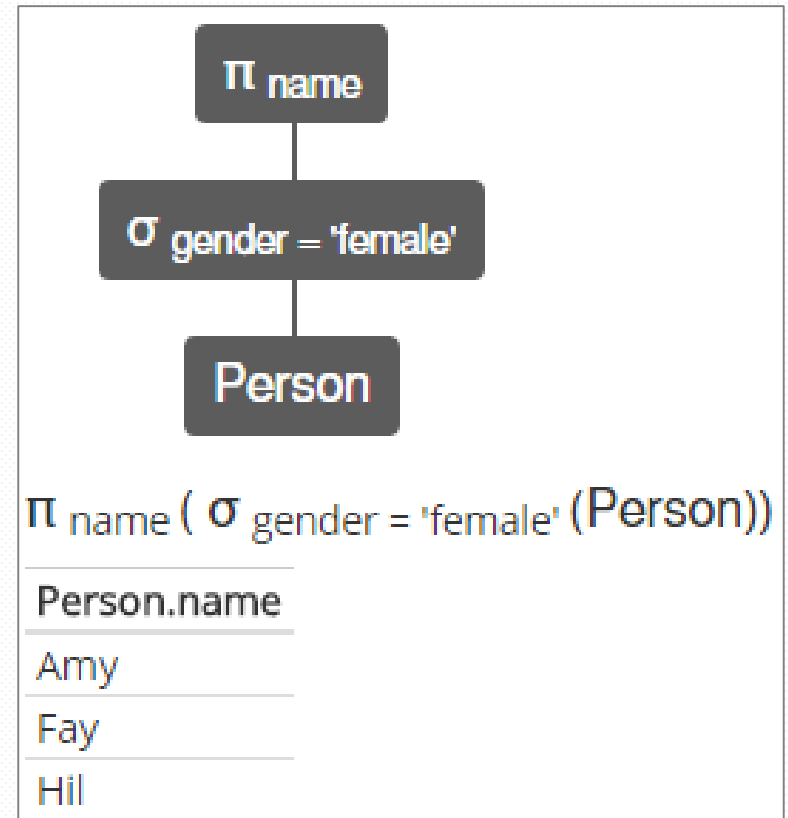 π name
σ gender = 'female'
Person
π name ( σ gender = 'female' (Person))
Person.name
Amy
Fay
Hil